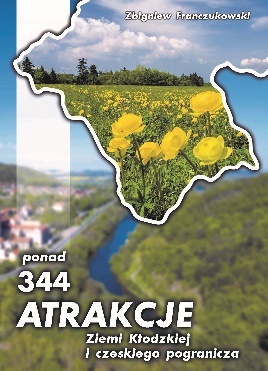 Zbigniew Franczukowski
ponad
344
ATRAKCJE
Ziemi Kłodzkiej
i czeskiego pogranicza